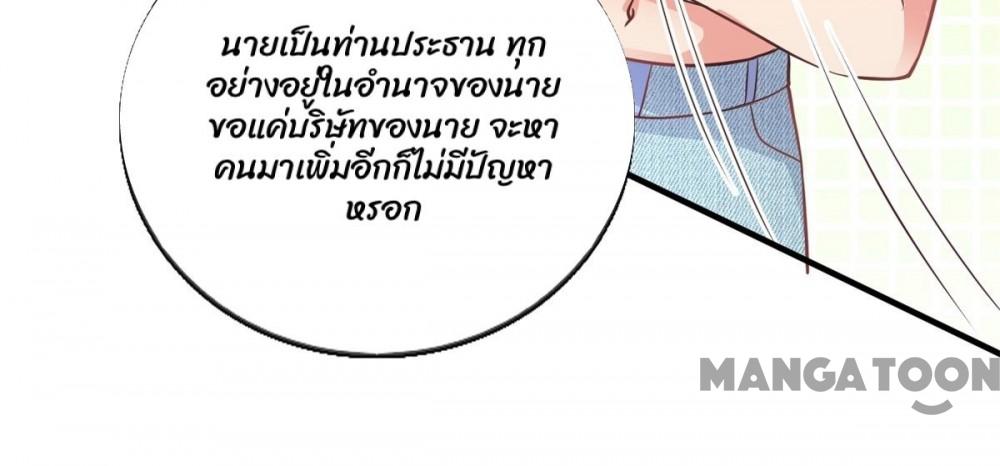 นายเป็นท่านประธาน ทุก
อย่างอยู่ในอำนาจของนาย
ขอแค่บริษัทของนาย จะหา
คนมาเพิ่มอีกก็ไม่มีปัญหา
หรอก
MANGATOON